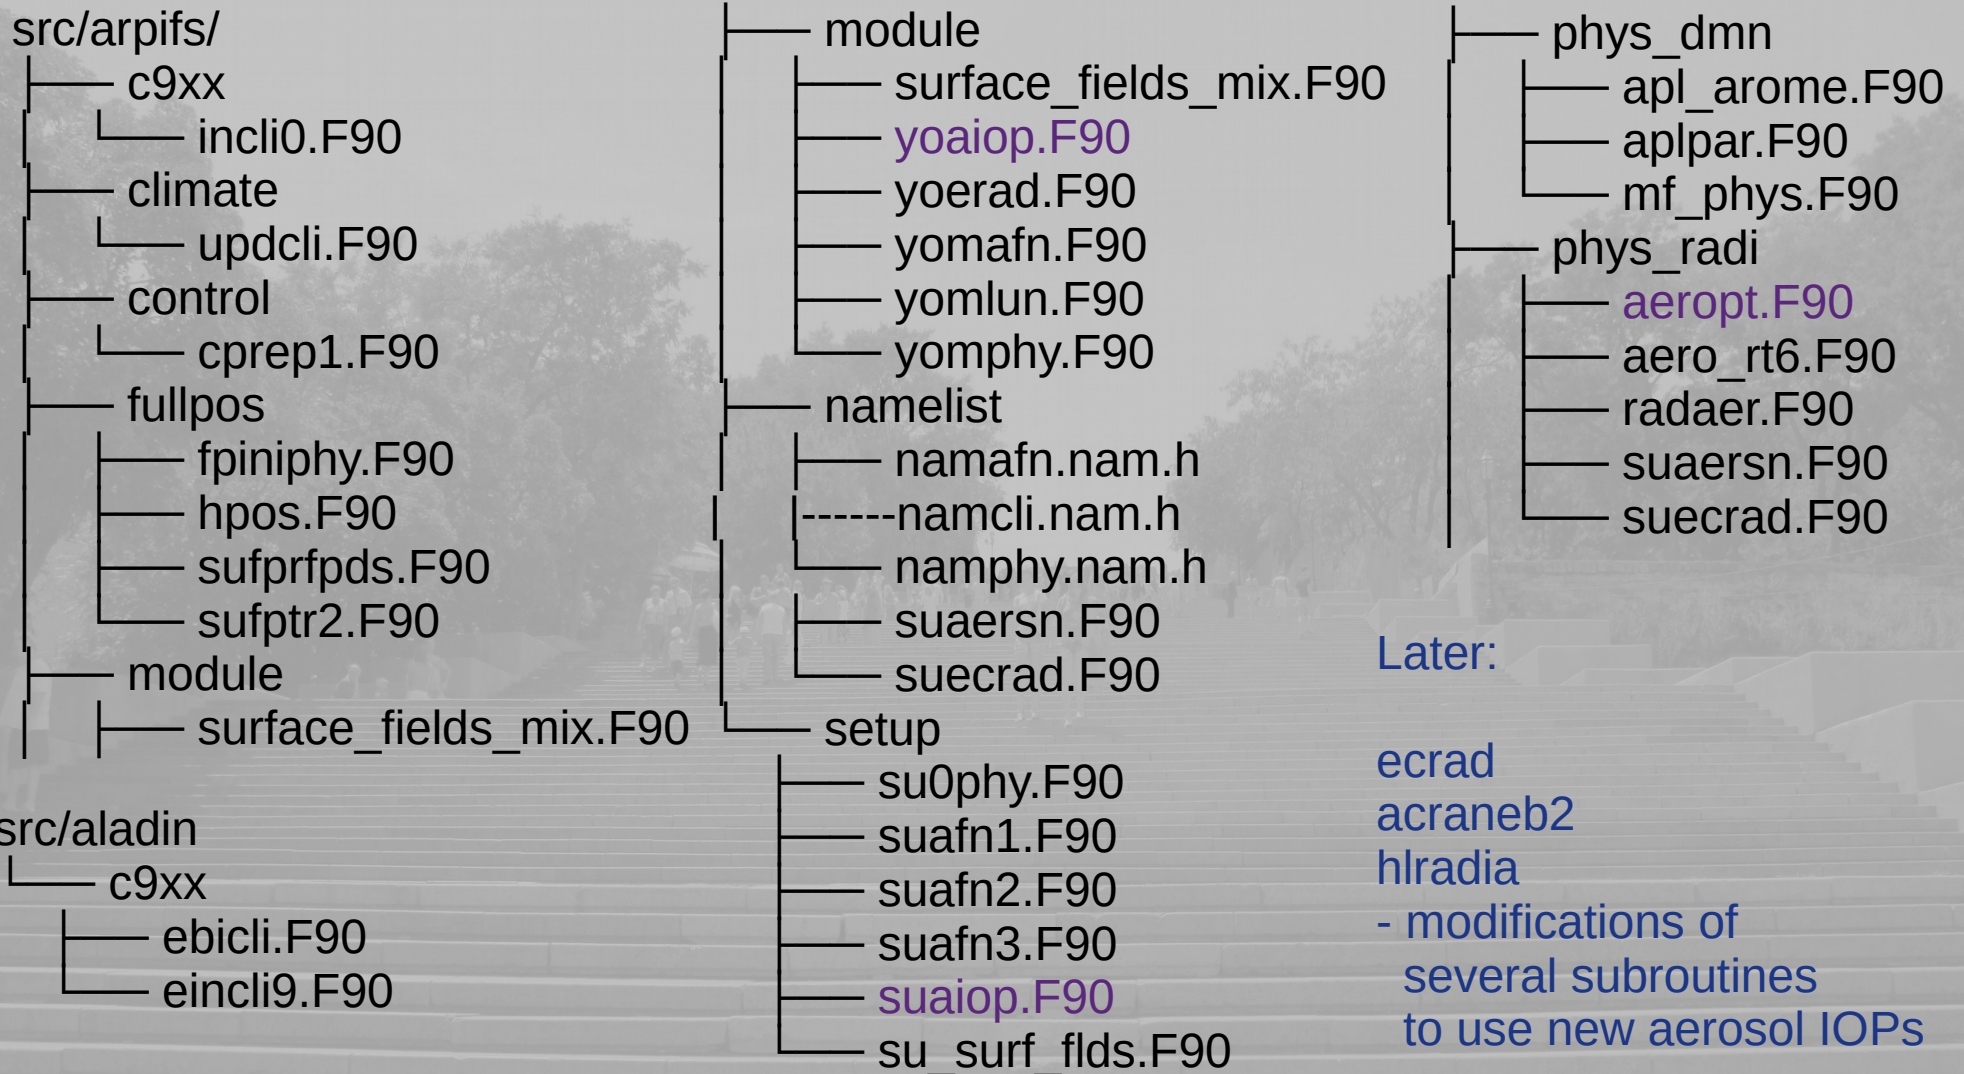 src/arpifs/
├── c9xx
│   └── incli0.F90
├── climate
│   └── updcli.F90
├── control
│   └── cprep1.F90
├── fullpos
│   ├── fpiniphy.F90
│   ├── hpos.F90
│   ├── sufprfpds.F90
│   └── sufptr2.F90
├── module
│   ├── surface_fields_mix.F90
src/aladin
└── c9xx
    ├── ebicli.F90
    └── eincli9.F90
├── module
│   ├── surface_fields_mix.F90
│   ├── yoaiop.F90
│   ├── yoerad.F90
│   ├── yomafn.F90
│   ├── yomlun.F90
│   └── yomphy.F90
├── namelist
│   ├── namafn.nam.h
|   |------namcli.nam.h
│   └── namphy.nam.h
│   ├── suaersn.F90
│   └── suecrad.F90
└── setup
    ├── su0phy.F90
    ├── suafn1.F90
    ├── suafn2.F90
    ├── suafn3.F90
    ├── suaiop.F90
    └── su_surf_flds.F90
├── phys_dmn
│   ├── apl_arome.F90
│   ├── aplpar.F90
│   └── mf_phys.F90
├── phys_radi
│   ├── aeropt.F90
│   ├── aero_rt6.F90
│   ├── radaer.F90
│   ├── suaersn.F90
│   └── suecrad.F90
Later:
ecrad
acraneb2
hlradia
- modifications of
several subroutines
to use new aerosol IOPs